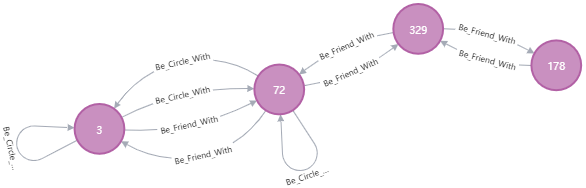 329
Be_Friend_With
Be_Friend_With
178
Be_Friend_With
Be_Friend_With
Be_Circle_With
72
Be_Circle_With
3
Be_Friend_With
Be_Friend_With
Be_Circle_...
Be_Circle_...